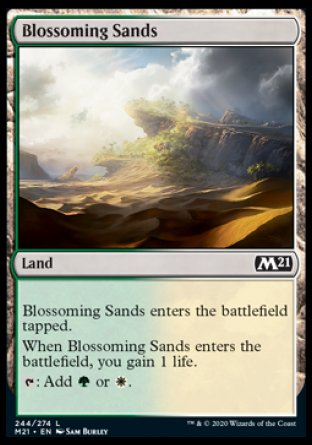 Blossoming Sands
Land
M21
Blossoming Sands enters the battlefield
tapped.
When Blossoming Sands enters the
battlefield, you gain 1 life.
: Add or .
244/274 L
M21 • EN Sam Burley
™ & © 2020 Wizards of the Coast